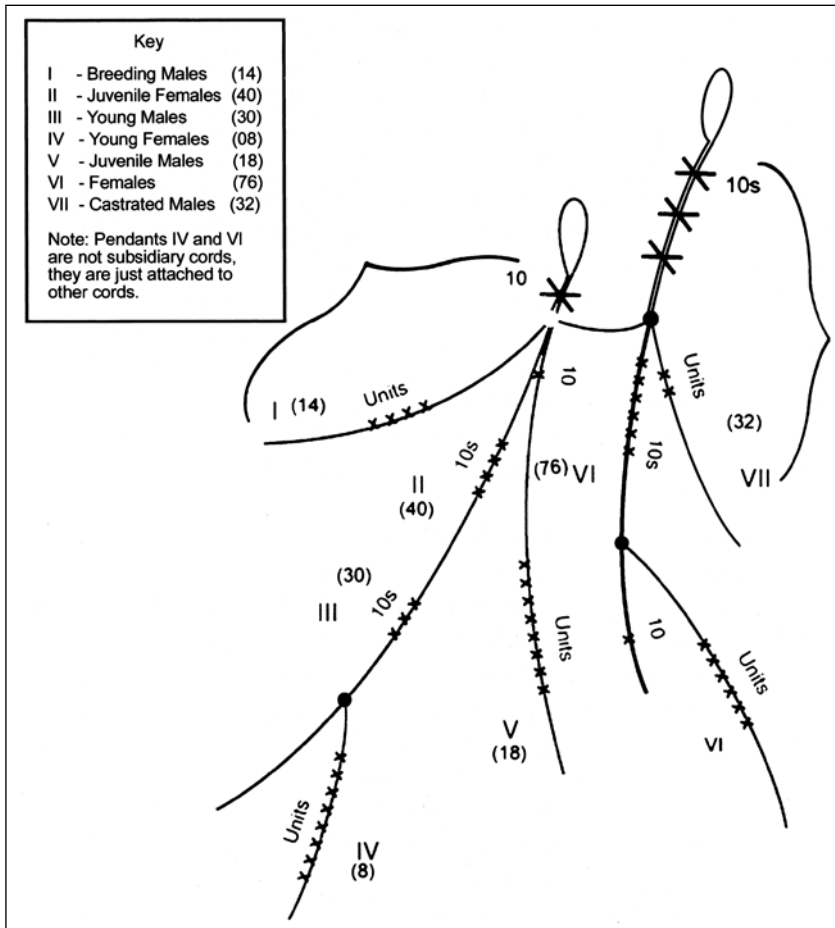 Key
I - Breeding Males (14)
II - Juvenile Females (40)
III - Young Males (30)
IV - Young Females (08)
V - Juvenile Males (18)
VI - Females (76)
VII - Castrated Males (32)
Note: Pendants IV and VI
are not subsidiary cords,
they are just attached to
other cords.
10s
10
10
Units
I (14)
Units
(32)
VII
10s
10s
(76) VI
II
(40)
(30)
10s
III
Units
10
Units
VI
V
(18)
Units
IV
(8)